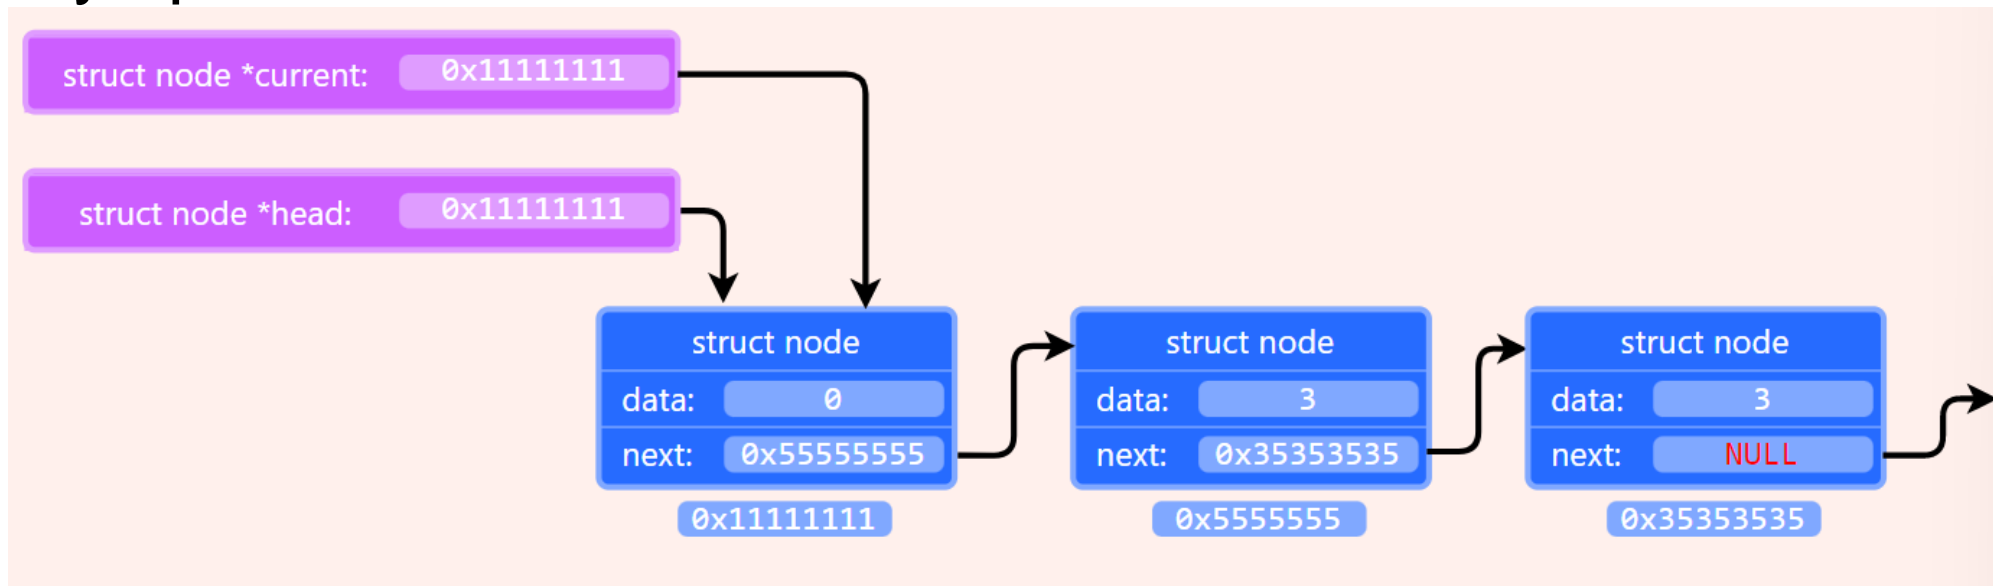 struct node *current: 0x11111111
struct node *head: 0x11111111
struct node
data: 0
next: 0x55555555
0x11111111
struct node
data: 3
next: 0x35353535
0x5555555
struct node
data: 3
next: NULL
0x35353535